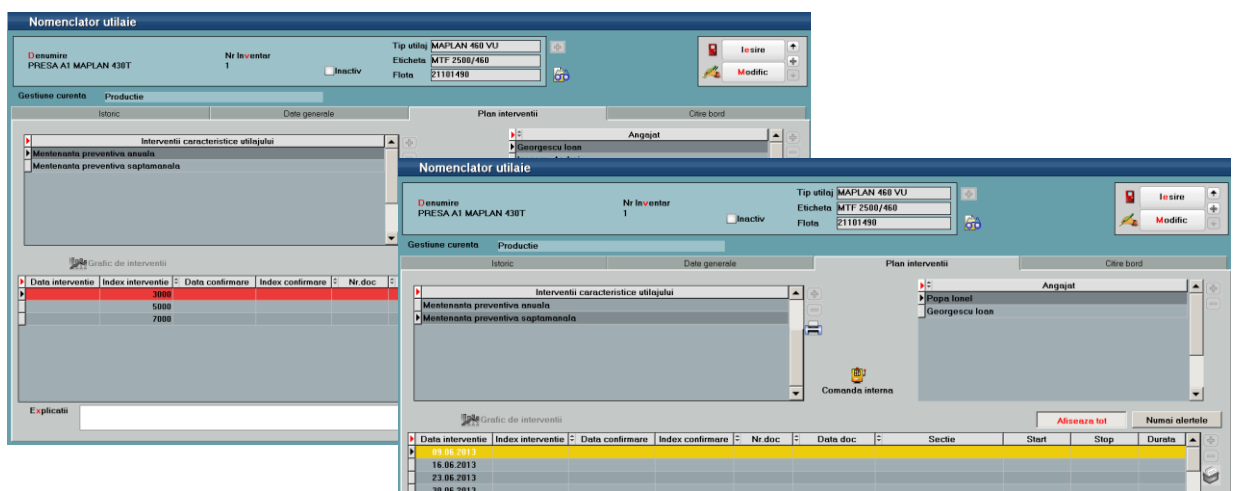 Nomenclator utilaje
Denumire
PRESA A1 MAPLAN 430T
Nr Inventar
1
Inactiv
Tip utilaj MAPLAN 460 VU
Eticheta MTF 2500/460
Flota 21101490
Iesire
Modific
Gestiune curenta Productie
Istoric Date generale Plan interventii Citire bord
Interventii caracteristice utilajului
Mentenanta preventiva anuala
Mentenanta preventiva saptamanala
Angajat
Georgescu Ioan
Grafic de interventii
Data interventie Index interventie Data confirmare Index confirmare Nr.doc
3000
5000
7000
Explicatii
Nomenclator utilaje
Denumire
PRESA A1 MAPLAN 430T
Nr Inventar
1
Inactiv
Tip utilaj MAPLAN 460 VU
Eticheta MTF 2500/460
Flota 21101490
Iesire
Modific
Gestiune curenta Productie
Istoric Date generale Plan interventii Citire bord
Interventii caracteristice utilajului
Mentenanta preventiva anuala
Mentenanta preventiva saptamanala
Comanda interna
Angajat
Popa Ionel
Georgescu Ioan
Grafic de interventii
Afiseaza tot Numai alertele
Data interventie Index interventie Data confirmare Index confirmare Nr.doc Data doc Sectie Start Stop Durata
09.06.2013
16.06.2013
23.06.2013
30.06.2013